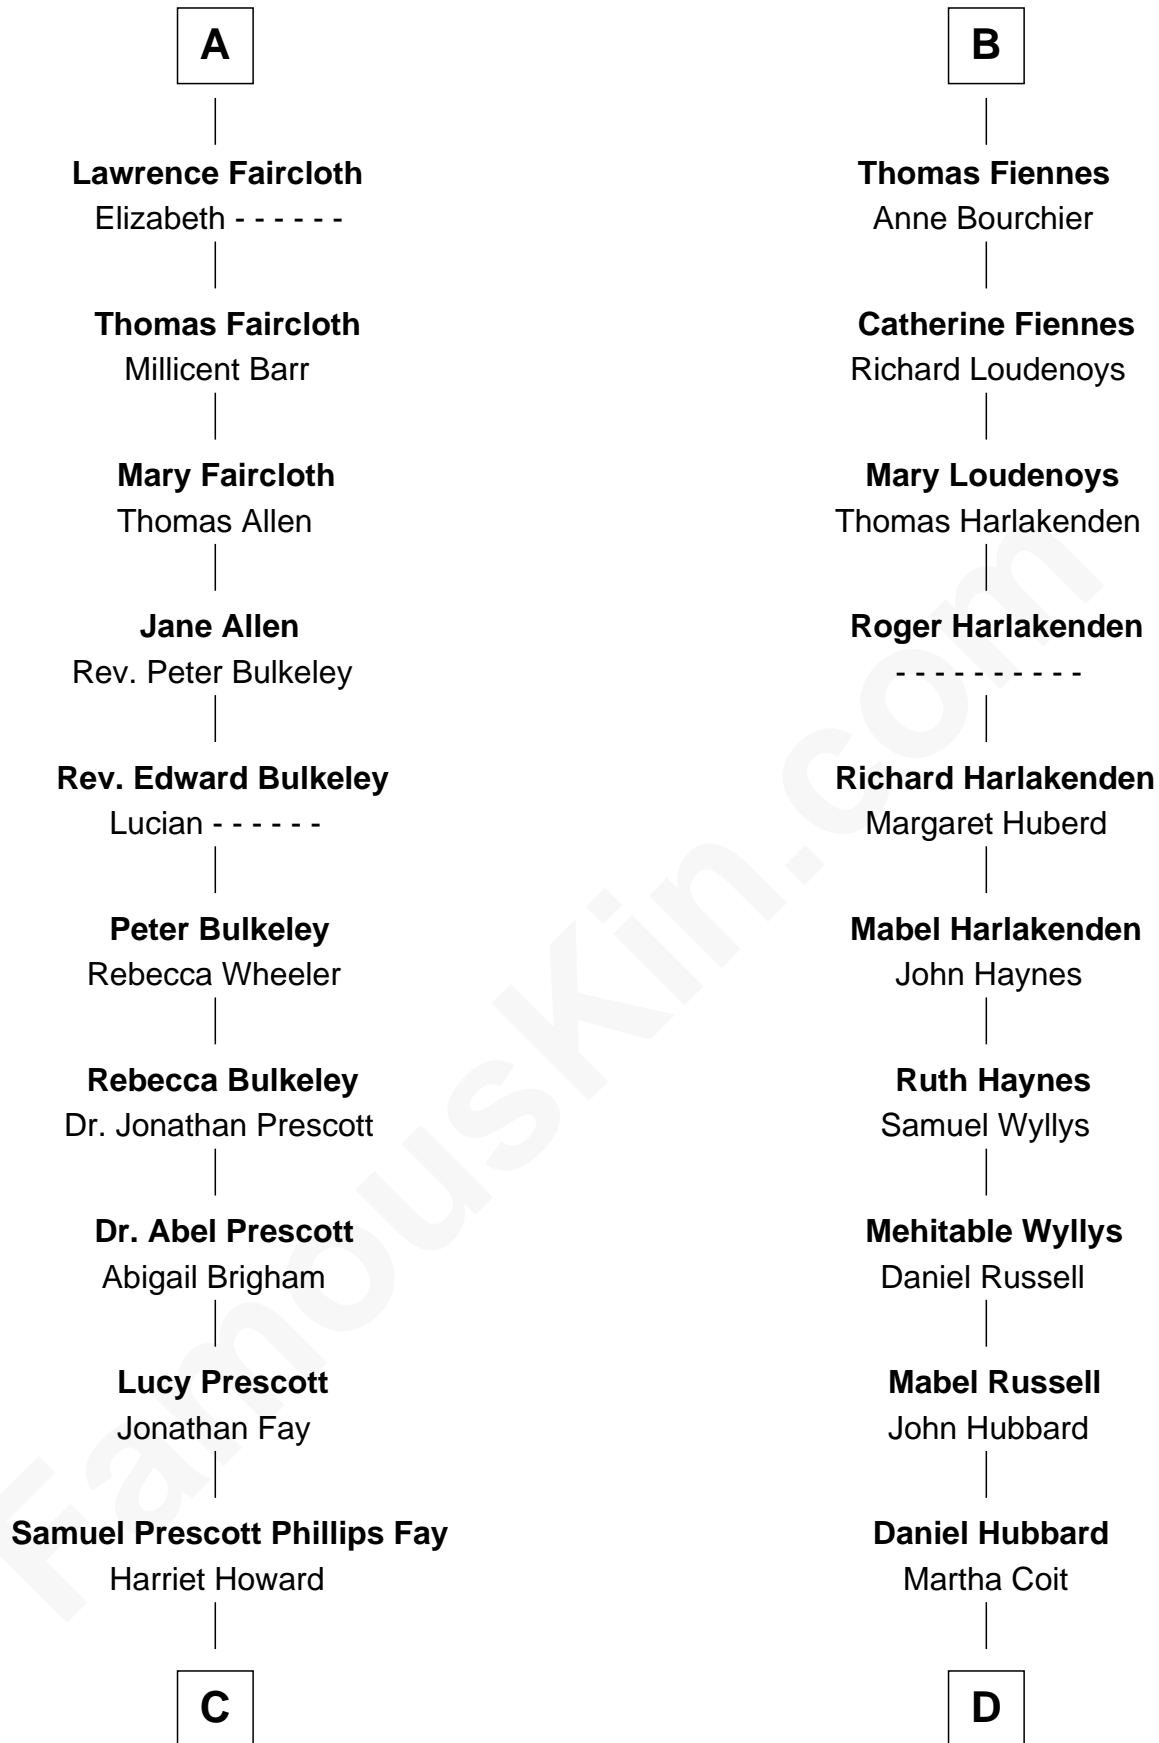 A
Lawrence Faircloth
Elizabeth - - - - - -
Thomas Faircloth
Millicent Barr
Mary Faircloth
Thomas Allen
Jane Allen
Rev. Peter Bulkeley
Rev. Edward Bulkeley
Lucian - - - - - -
Peter Bulkeley
Rebecca Wheeler
Rebecca Bulkeley
Dr. Jonathan Prescott
Dr. Abel Prescott
Abigail Brigham
Lucy Prescott
Jonathan Fay
Samuel Prescott Phillips Fay
Harriet Howard
C
B
Thomas Fiennes
Anne Bourchier
Catherine Fiennes
Richard Loudenoys
Mary Loudenoys
Thomas Harlakenden
Roger Harlakenden
- - - - - - - - - -
Richard Harlakenden
Margaret Huberd
Mabel Harlakenden
John Haynes
Ruth Haynes
Samuel Wyllys
Mehitable Wyllys
Daniel Russell
Mabel Russell
John Hubbard
Daniel Hubbard
Martha Coit
D
FamousKin.com